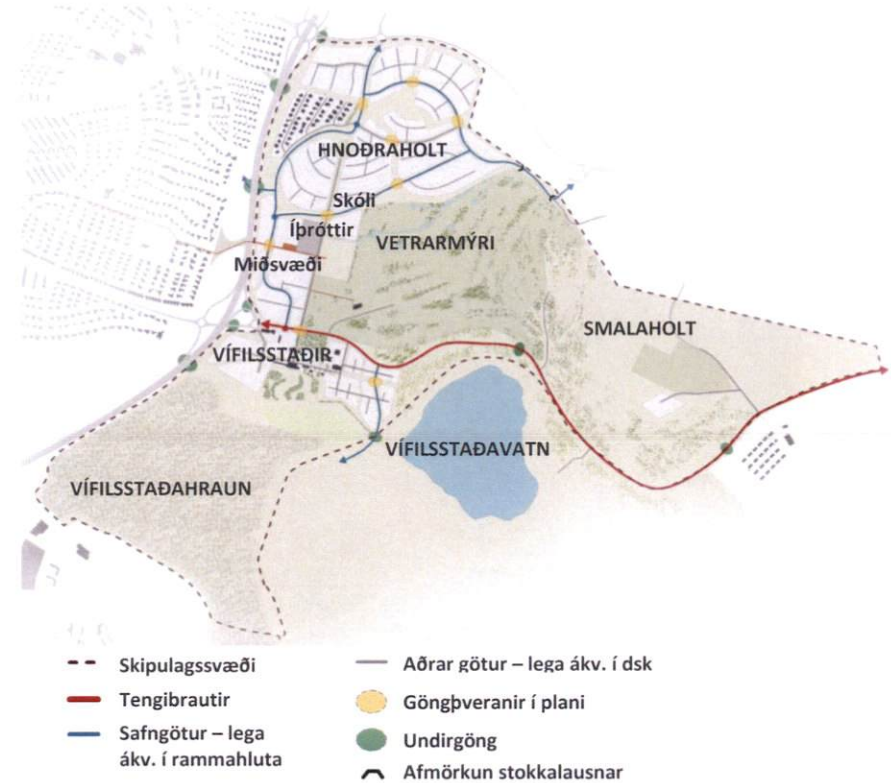 HNOÐRAHOLT
Skóli
Íþróttir
VETRARMÝRI
Miðsvæði
SMALAHOLT
VÍFILSSTAÐIR
VÍFILSSTAÐAVATN
VÍFILSSTAÐAHRAUN
Skipulagssvæði
Tengibrautir
Safngötur – lega
ákv. í rammahluta
Aðrar götur – lega ákv. í dsk
Göngþveranir í plani
Undirgöng
Afmörkun stokkalausnar